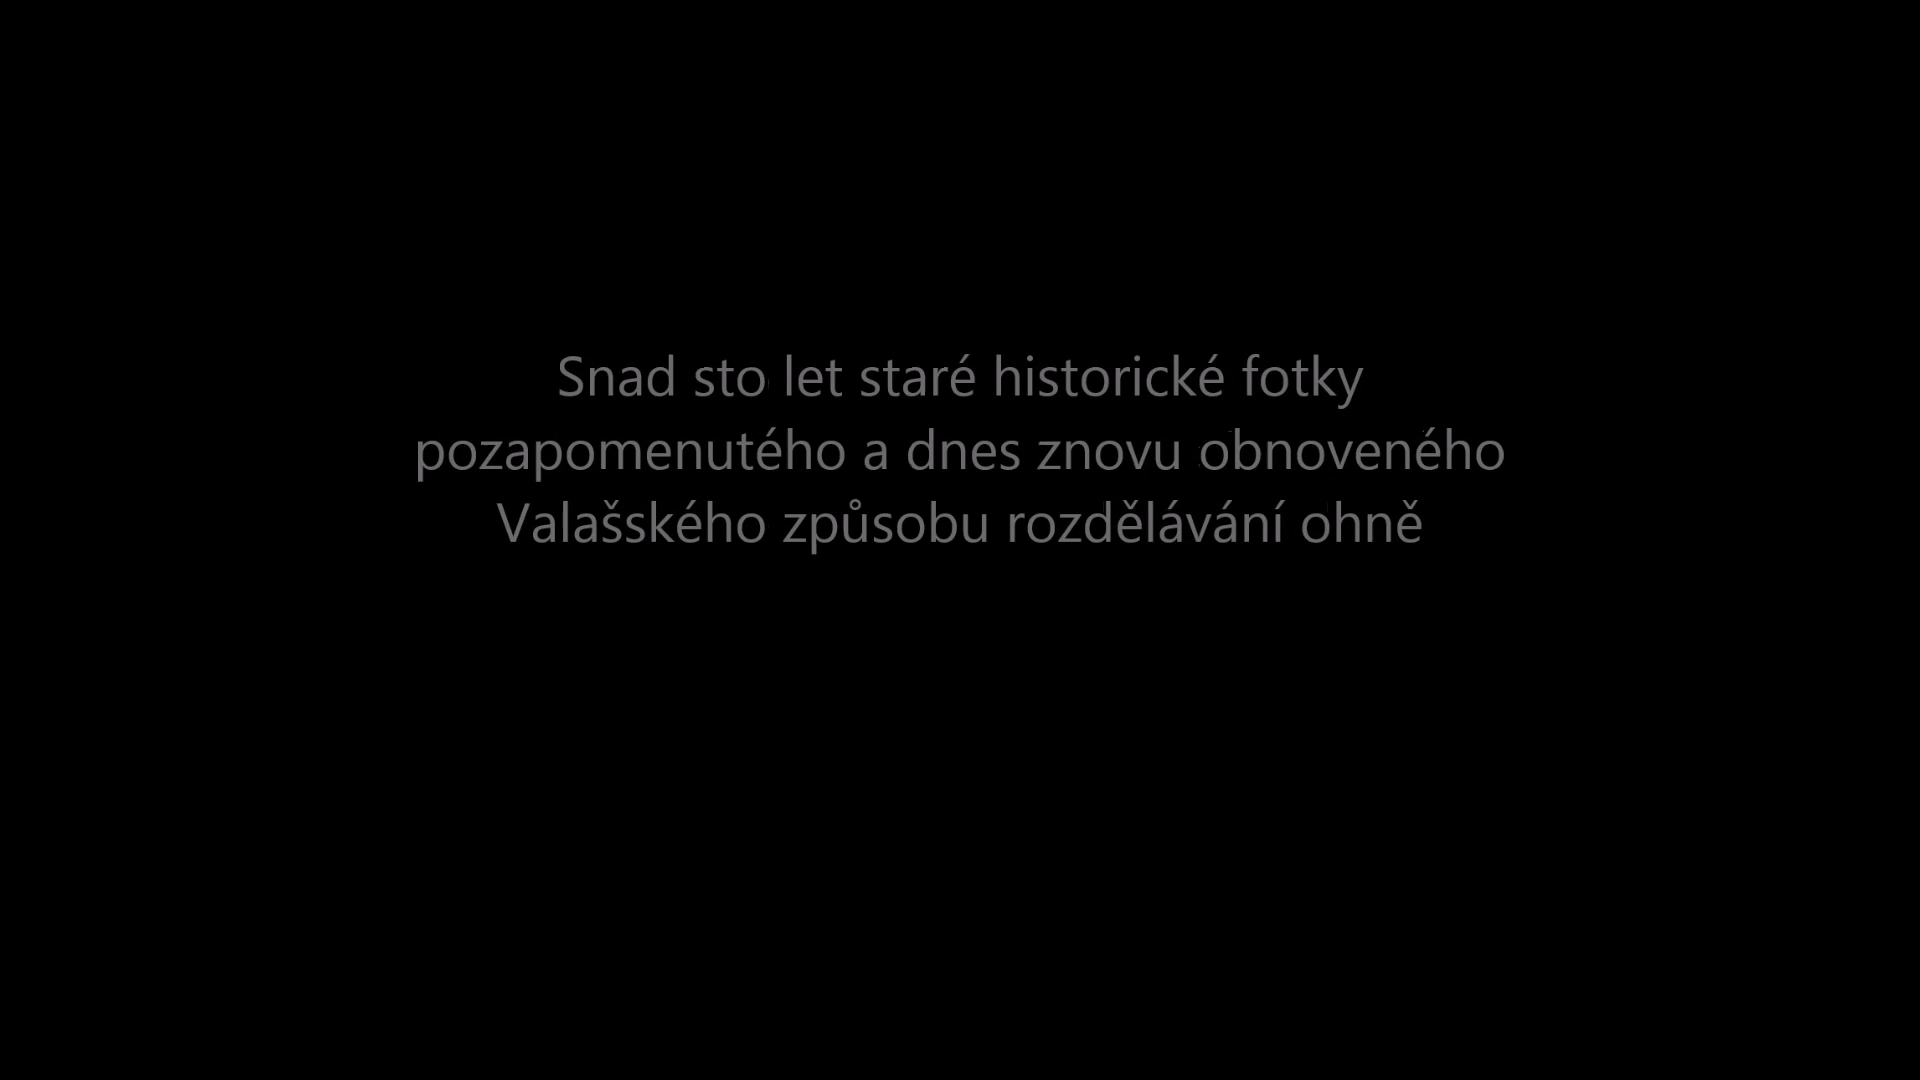 Snad sto let staré historické fotky
pozapomenutého a dnes znovu obnoveného
Valašského způsobu rozdělávání ohně